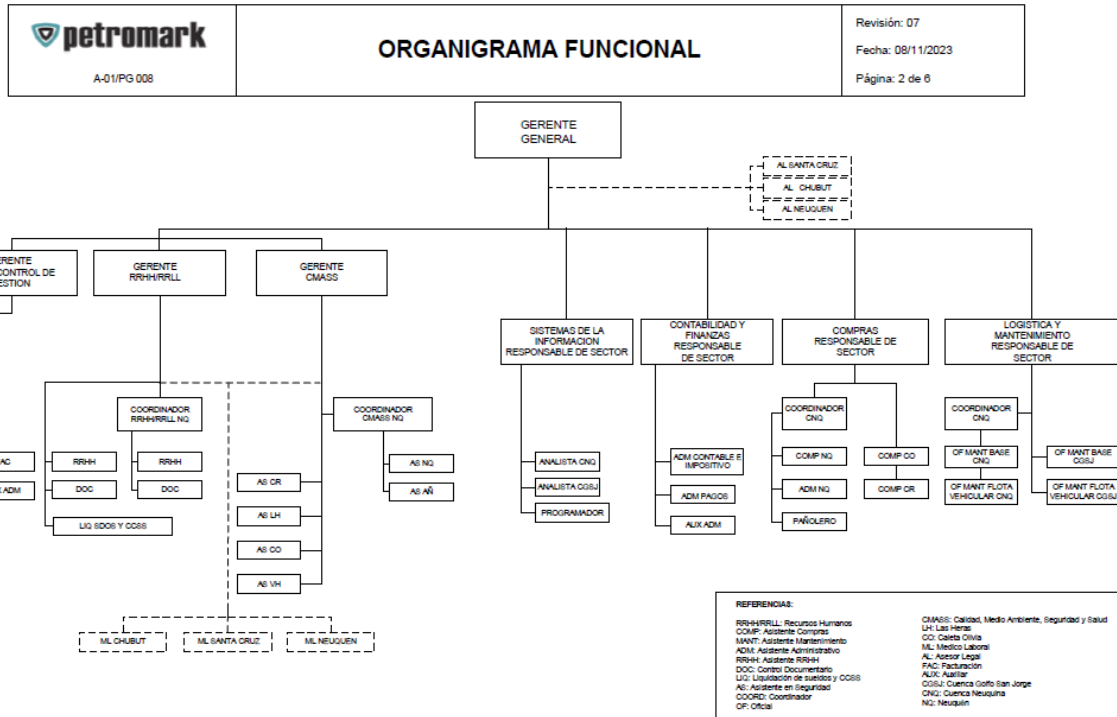 petromark
A-01/PG 008
ORGANIGRAMA FUNCIONAL
Revisión: 07
Fecha: 08/11/2023
Página: 2 de 6
GERENTE
GENERAL
AL SANTA CRUZ
AL CHUBUT
AL NEUQUEN
ERENTE
CONTROL DE
ESTION
GERENTE
RRHH/RRLL
GERENTE
CMASS
SISTEMAS DE LA
INFORMACION
RESPONSABLE DE SECTOR
CONTABILIDAD Y
FINANZAS
RESPONSABLE
DE SECTOR
COMPRAS
RESPONSABLE DE
SECTOR
LOGISTICA Y
MANTENIMIENTO
RESPONSABLE DE
SECTOR
COORDINADOR
RRHH/RRLL NQ
COORDINADOR
CMASS NQ
COORDINADOR
CNQ
COORDINADOR
CNQ
AC
X ADM
RRHH
DOC
LIQ SDOS Y CCSS
RRHH
DOC
AS CR
AS LH
AS CO
AS VH
AS NQ
AS AÑ
ANALISTA CNQ
ANALISTA CGSJ
PROGRAMADOR
ADM CONTABLE E
IMPOSITIVO
ADM PAGOS
AUX ADM
COMP NQ
ADM NQ
PAÑOLERO
COMP CO
COMP CR
OF MANT BASE
CNQ
OF MANT FLOTA
VEHICULAR CNQ
OF MANT BASE
CGSJ
OF MANT FLOTA
VEHICULAR CGSJ
ML CHUBUT
ML SANTA CRUZ
ML NEUQUEN
REFERENCIAS:
RRHH/RRLL: Recursos Humanos
COMP: Asistente Compras
MANT: Asistente Mantenimiento
ADM: Asistente Administrativo
RRHH: Asistente RRHH
DOC: Control Documentario
LIQ: Liquidación de sueldos y CCSS
AS: Asistente en Seguridad
COORD: Coordinador
OF: Oficial
CMASS: Calidad, Medio Ambiente, Seguridad y Salud
LH: Las Heras
CO: Caleta Olivia
ML: Medico Laboral
AL: Asesor Legal
FAC: Facturación
AUX: Auxiliar
CGSJ: Cuenca Golfo San Jorge
CNQ: Cuenca Neuquina
NQ: Neuquén